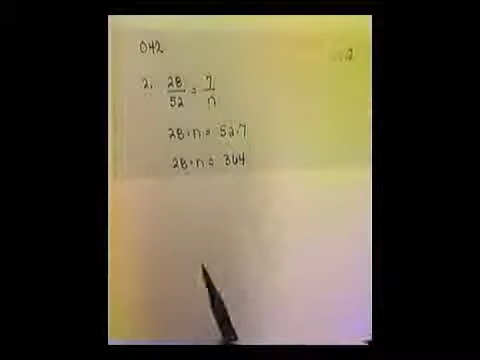 042
2. 28/52 = 7/n
28·n = 52·7
28·n = 364